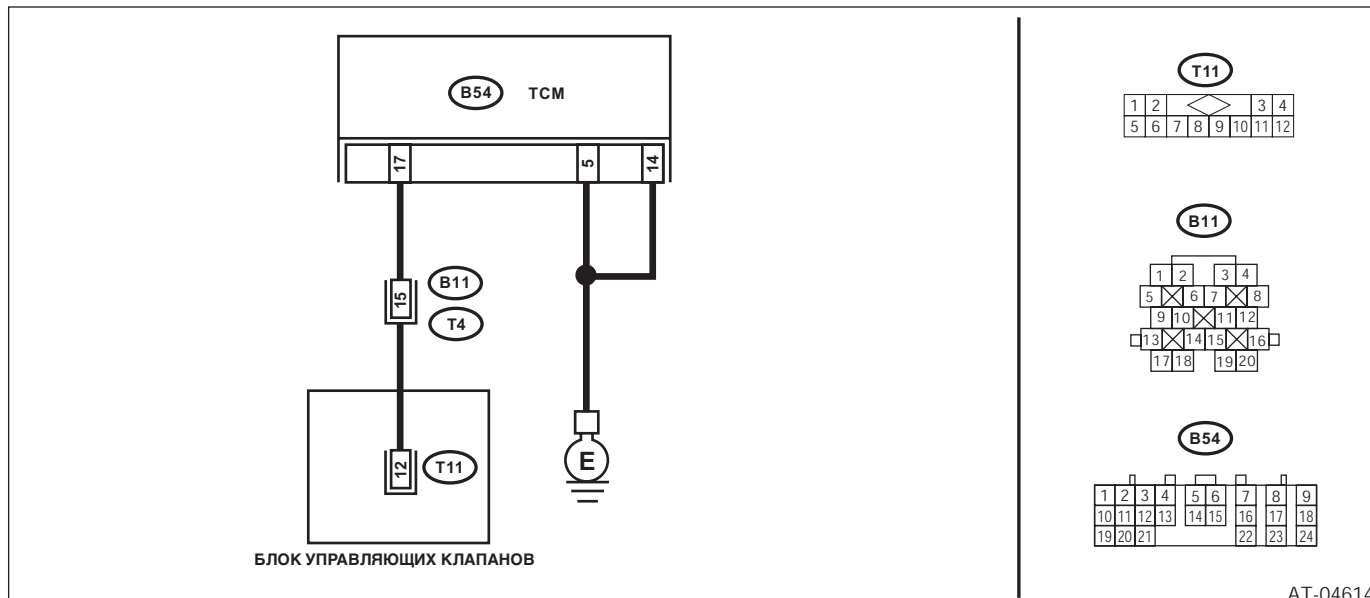 B54 TCM
17 5 14
B11
15
T4
12 T11
E
БЛОК УПРАВЛЯЮЩИХ КЛАПАНОВ
T11
1 2 3 4
5 6 7 8 9 10 11 12
B11
1 2 3 4
5 6 7 8
9 10 11 12
13 14 15 16
17 18 19 20
B54
1 2 3 4 5 6 7 8 9
10 11 12 13 14 15 16 17 18
19 20 21 22 23 24
AT-04614